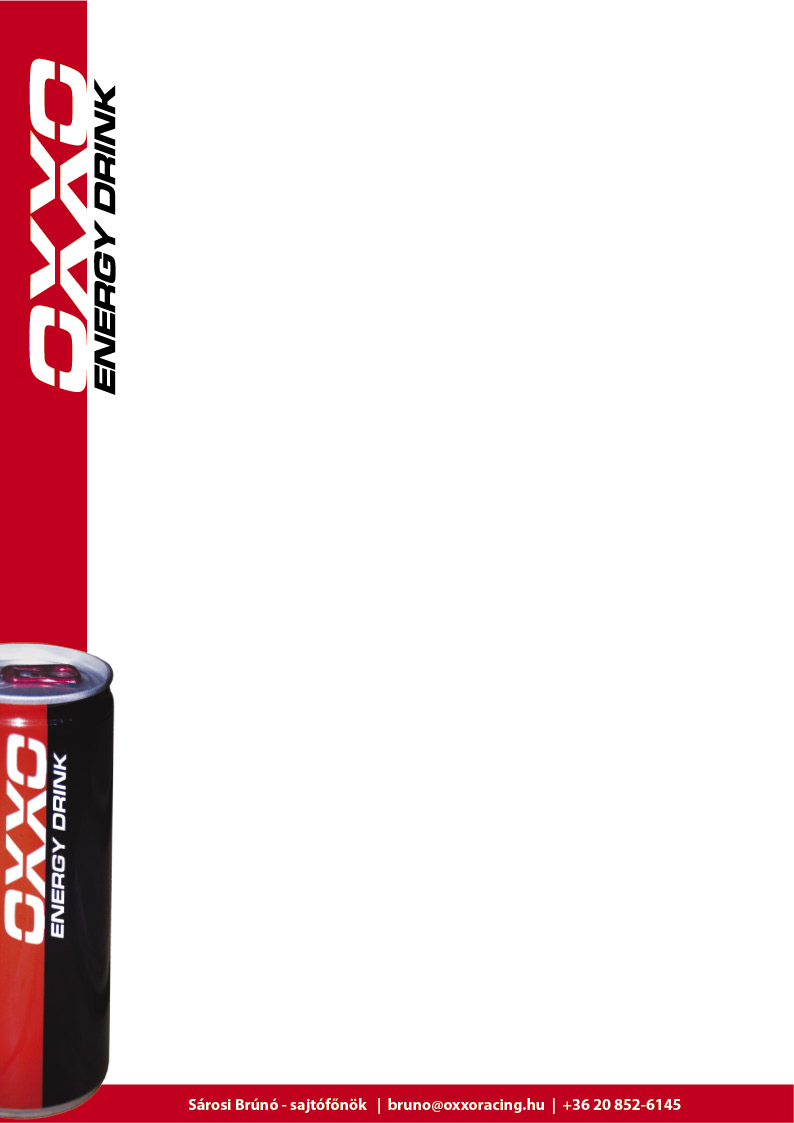 OXXO
ENERGY DRINK
OXXO
ENERGY DRINK
Sárosi Brúnó - sajtófőnök | bruno@oxxoracing.hu | +36 20 852-6145